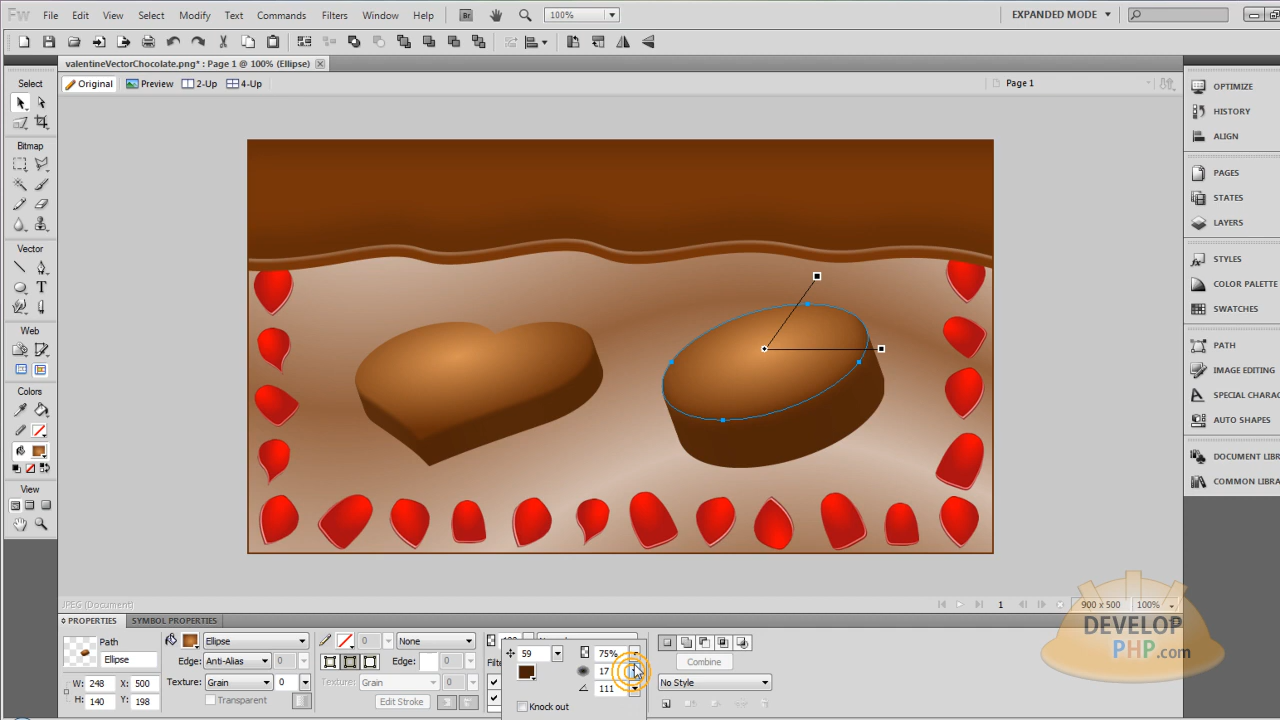 Fw File Edit View Select Modify Text Commands Filters Window Help Br 100% EXPANDED MODE
valentineVectorChocolate.png* : Page 1 @ 100% (Ellipse)
Select Original Preview 2-Up 4-Up Page 1
OPTIMIZE
HISTORY
ALIGN
Bitmap
PAGES
STATES
LAYERS
Vector
STYLES
COLOR PALETTE
SWATCHES
Web
PATH
IMAGE EDITING
SPECIAL CHARAC
AUTO SHAPES
Colors
DOCUMENT LIB
COMMON LIBRA
View
JPEG (Document) 1 900 x 500 100%
PROPERTIES SYMBOL PROPERTIES
DEVELOP
PHP.com
Path Ellipse 0 None
Ellipse Edge: Anti-Alias 0 Edge: 0 59 75% Combine
W: 248 X: 500 Texture: Grain 0 Texture: Grain 0 17 No Style
H: 140 Y: 198 Transparent Edit Stroke 111
Knock out